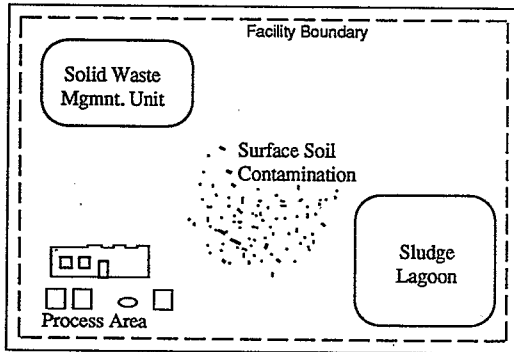 Facility Boundary
Solid Waste
Mgmnt. Unit
Surface Soil
Contamination
Sludge
Lagoon
Process Area